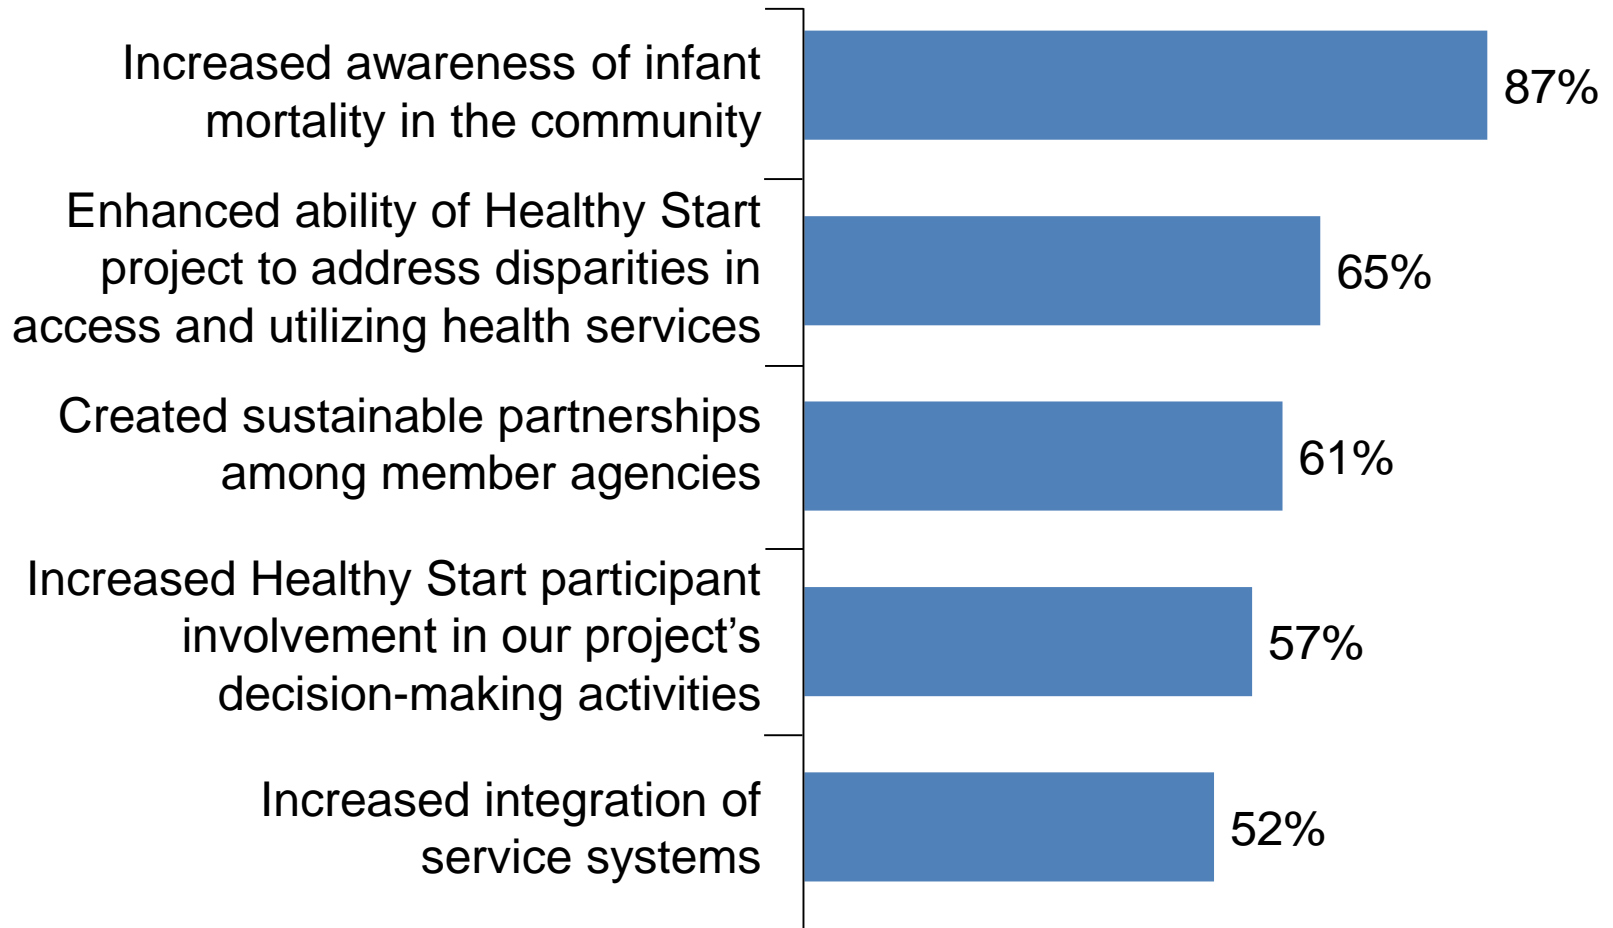 Increased awareness of infant
mortality in the community
87%
Enhanced ability of Healthy Start
project to address disparities in
access and utilizing health services
65%
Created sustainable partnerships
among member agencies
61%
Increased Healthy Start participant
involvement in our project’s
decision-making activities
57%
Increased integration of
service systems
52%